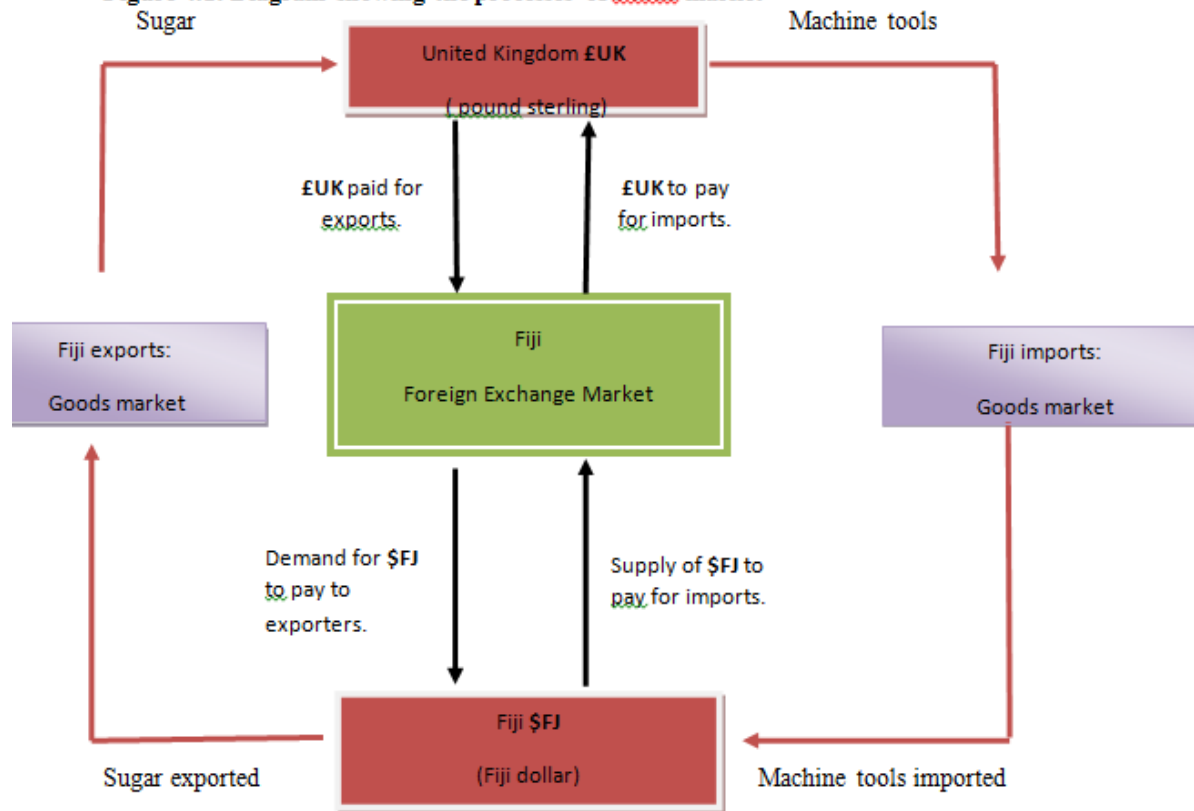 Sugar
Machine tools
United Kingdom £UK
( pound sterling)
£UK paid for
exports.
£UK to pay
for imports.
Fiji exports:
Goods market
Fiji
Foreign Exchange Market
Fiji imports:
Goods market
Demand for $FJ
to pay to
exporters.
Supply of $FJ to
pay for imports.
Fiji $FJ
(Fiji dollar)
Sugar exported
Machine tools imported